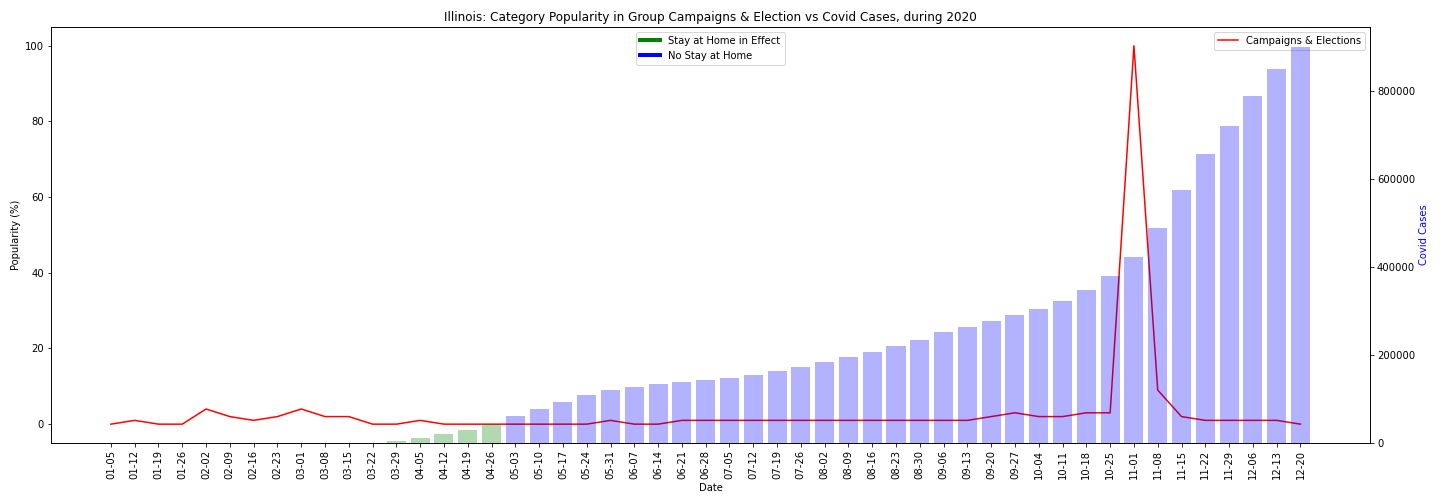 Illinois: Category Popularity in Group Campaigns & Election vs Covid Cases, during 2020
Stay at Home in Effect
No Stay at Home
Campaigns & Elections
Popularity (%)
100
80
60
40
20
0
800000
600000
400000
200000
0
Covid Cases
01-05 01-12 01-19 01-26 02-02 02-09 02-16 02-23 03-01 03-08 03-15 03-22 03-29 04-05 04-12 04-19 04-26 05-03 05-10 05-17 05-24 05-31 06-07 06-14 06-21 06-28 07-05 07-12 07-19 07-26 08-02 08-09 08-16 08-23 08-30 09-06 09-13 09-20 09-27 10-04 10-11 10-18 10-25 11-01 11-08 11-15 11-22 11-29 12-06 12-13 12-20
Date